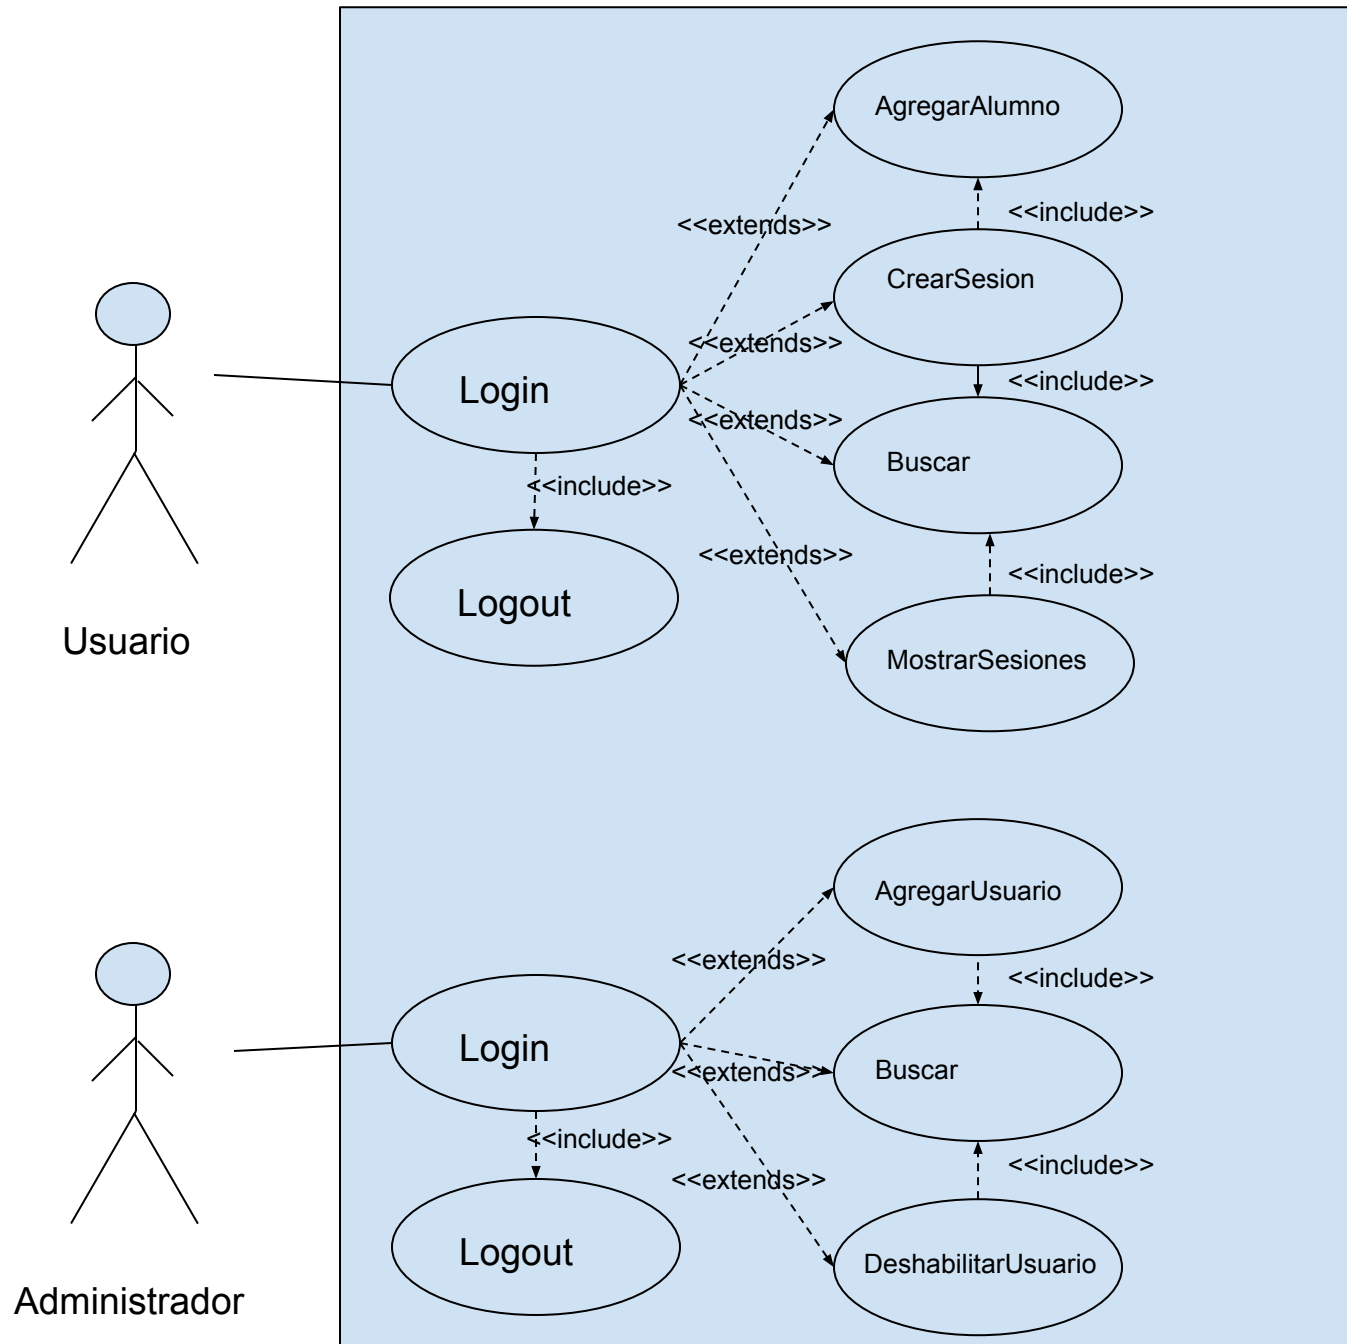 AgregarAlumno
<<include>>
<<extends>>
CrearSesion
<<extends>>
<<include>>
Login
<<extends>>
Buscar
<<include>>
<<extends>>
<<include>>
Logout
Usuario
MostrarSesiones
AgregarUsuario
<<extends>>
<<include>>
Login
<<extends>>
Buscar
<<include>>
<<include>>
<<extends>>
Logout
DeshabilitarUsuario
Administrador